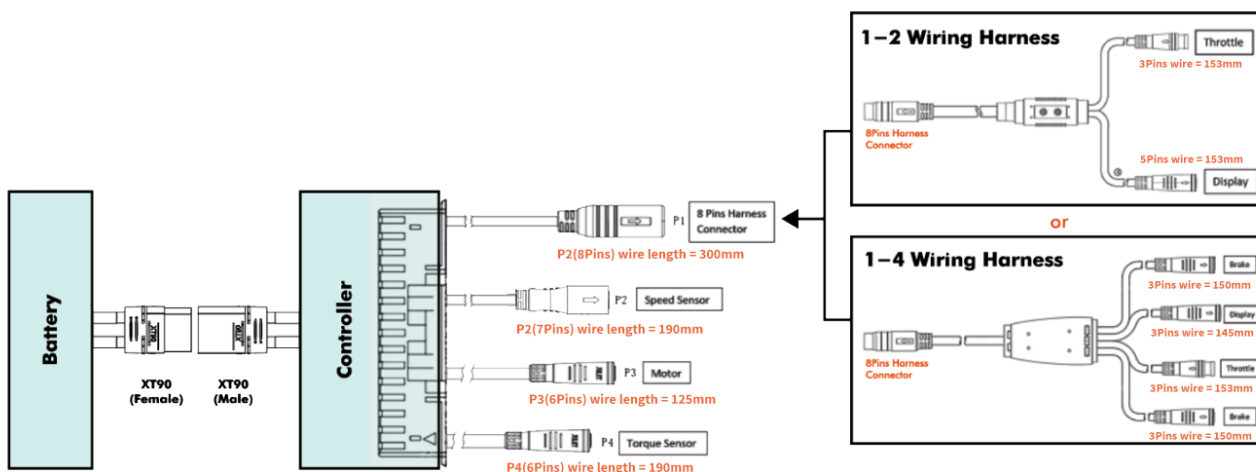 Battery
XT90
(Female)
XT90
(Male)
XT90
XT90
Controller
P1
8 Pins Harness
Connector
P2(8Pins) wire length = 300mm
P2
Speed Sensor
P2(7Pins) wire length = 190mm
P3
Motor
P3(6Pins) wire length = 125mm
P4
Torque Sensor
P4(6Pins) wire length = 190mm
1-2 Wiring Harness
Throttle
3Pins wire = 153mm
8Pins Harness
Connector
5Pins wire = 153mm
Display
or
1-4 Wiring Harness
Brake
3Pins wire = 150mm
Display
3Pins wire = 145mm
8Pins Harness
Connector
Throttle
3Pins wire = 153mm
Brake
3Pins wire = 150mm